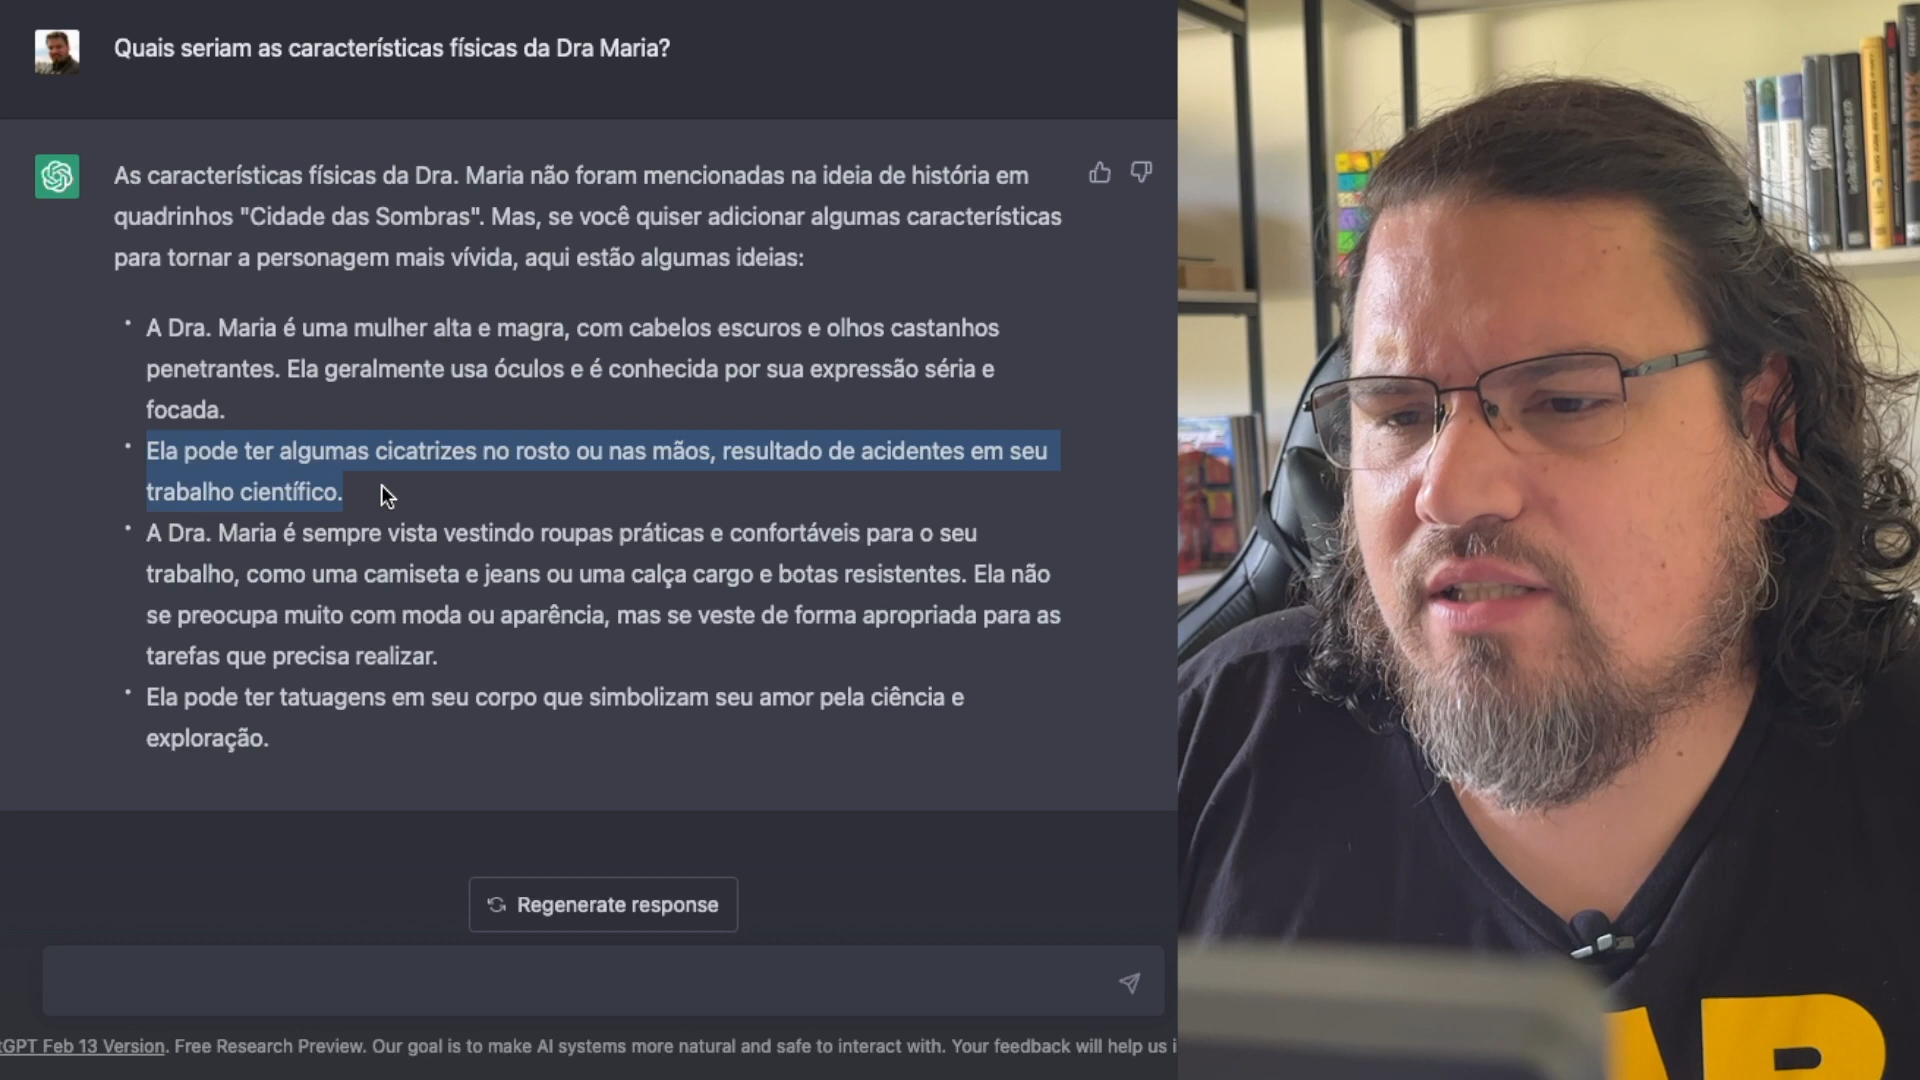 Quais seriam as características físicas da Dra Maria?
As características físicas da Dra. Maria não foram mencionadas na ideia de história em
quadrinhos "Cidade das Sombras". Mas, se você quiser adicionar algumas características
para tornar a personagem mais vívida, aqui estão algumas ideias:
A Dra. Maria é uma mulher alta e magra, com cabelos escuros e olhos castanhos
penetrantes. Ela geralmente usa óculos e é conhecida por sua expressão séria e
focada.
Ela pode ter algumas cicatrizes no rosto ou nas mãos, resultado de acidentes em seu
trabalho científico.
A Dra. Maria é sempre vista vestindo roupas práticas e confortáveis para o seu
trabalho, como uma camiseta e jeans ou uma calça cargo e botas resistentes. Ela não
se preocupa muito com moda ou aparência, mas se veste de forma apropriada para as
tarefas que precisa realizar.
Ela pode ter tatuagens em seu corpo que simbolizam seu amor pela ciência e
exploração.
Regenerate response
tGPT Feb 13 Version. Free Research Preview. Our goal is to make AI systems more natural and safe to interact with. Your feedback will help us i
MOBY DICK
AR